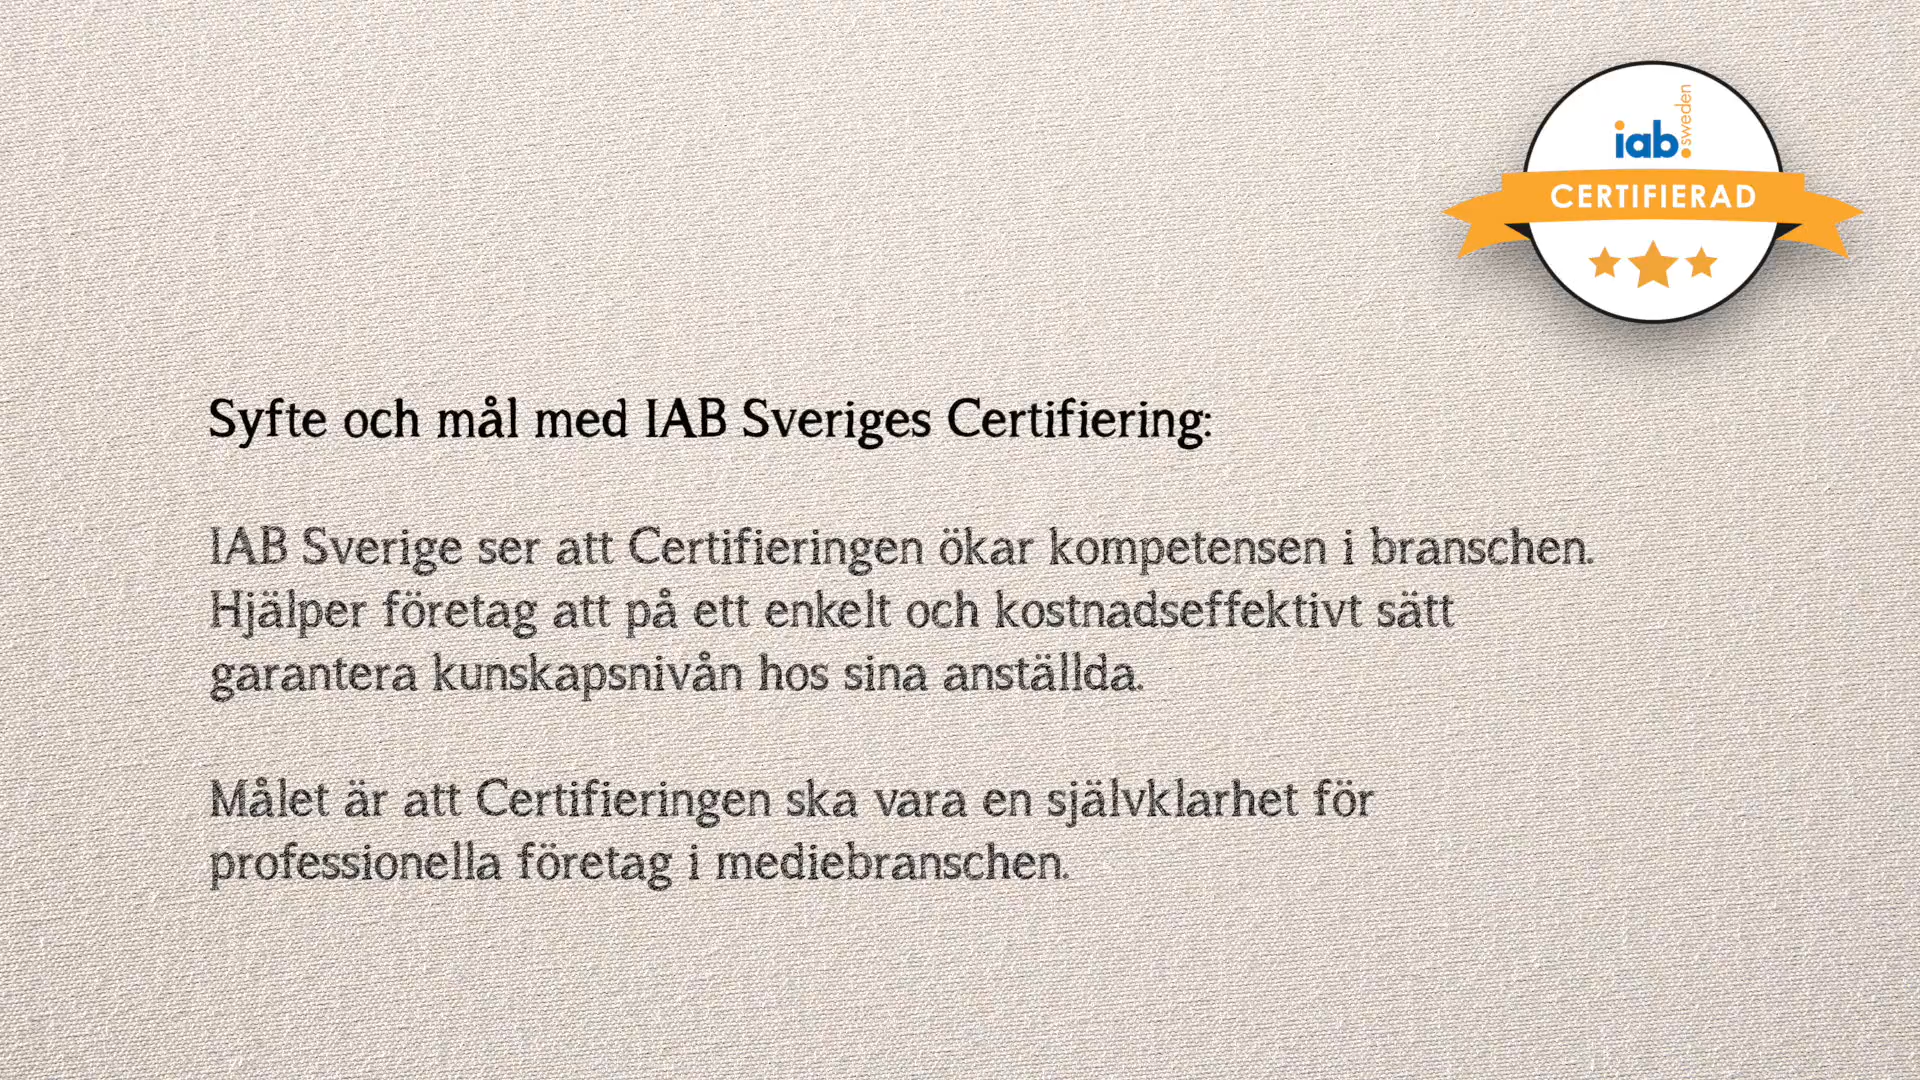 iab.sweden
CERTIFIERAD
Syfte och mål med IAB Sveriges Certifiering:
IAB Sverige ser att Certifieringen ökar kompetensen i branschen.
Hjälper företag att på ett enkelt och kostnadseffektivt sätt
garantera kunskapsnivån hos sina anställda.
Målet är att Certifieringen ska vara en självklarhet för
professionella företag i mediebranschen.